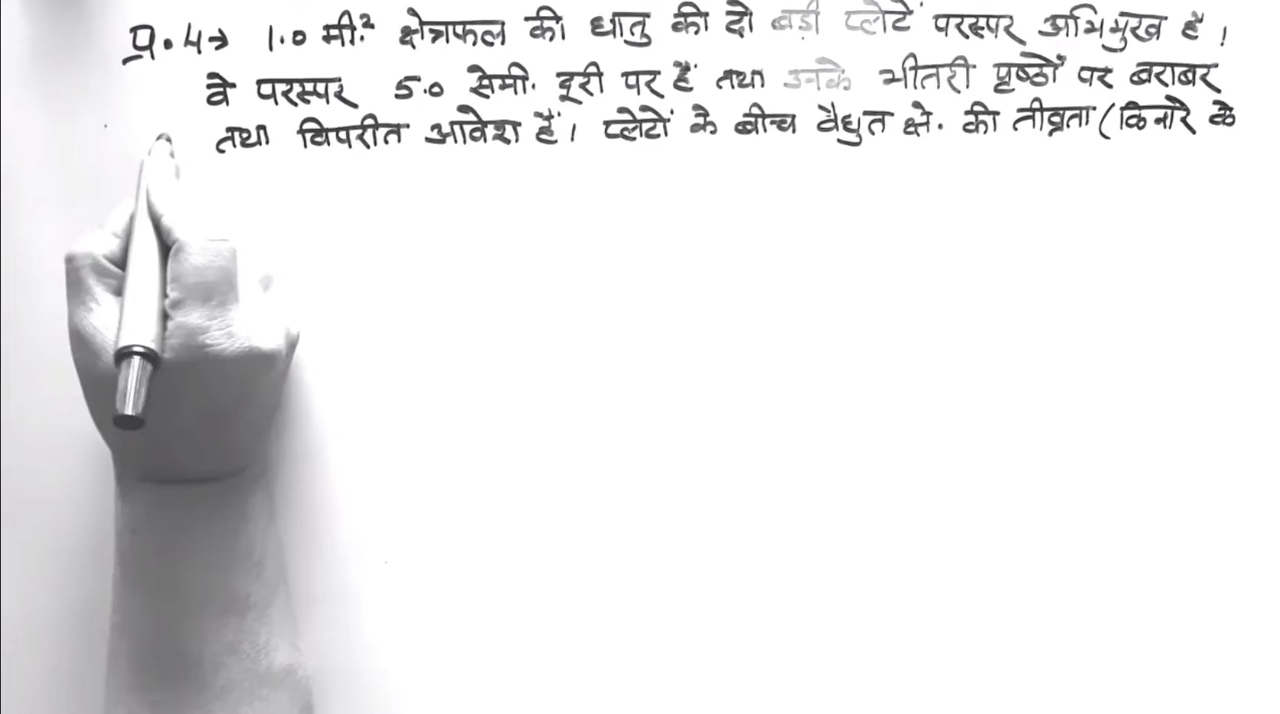 प्र.4→ 1.0 मी.² क्षेत्रफल की धातु की दो बड़ी प्लेटें परस्पर अभिमुख हैं।
वे परस्पर 5.0 सेमी. दूरी पर हैं तथा उनके भीतरी पृष्ठों पर बराबर
तथा विपरीत आवेश हैं। प्लेटों के बीच वैद्युत क्षे. की तीव्रता (किनारे के